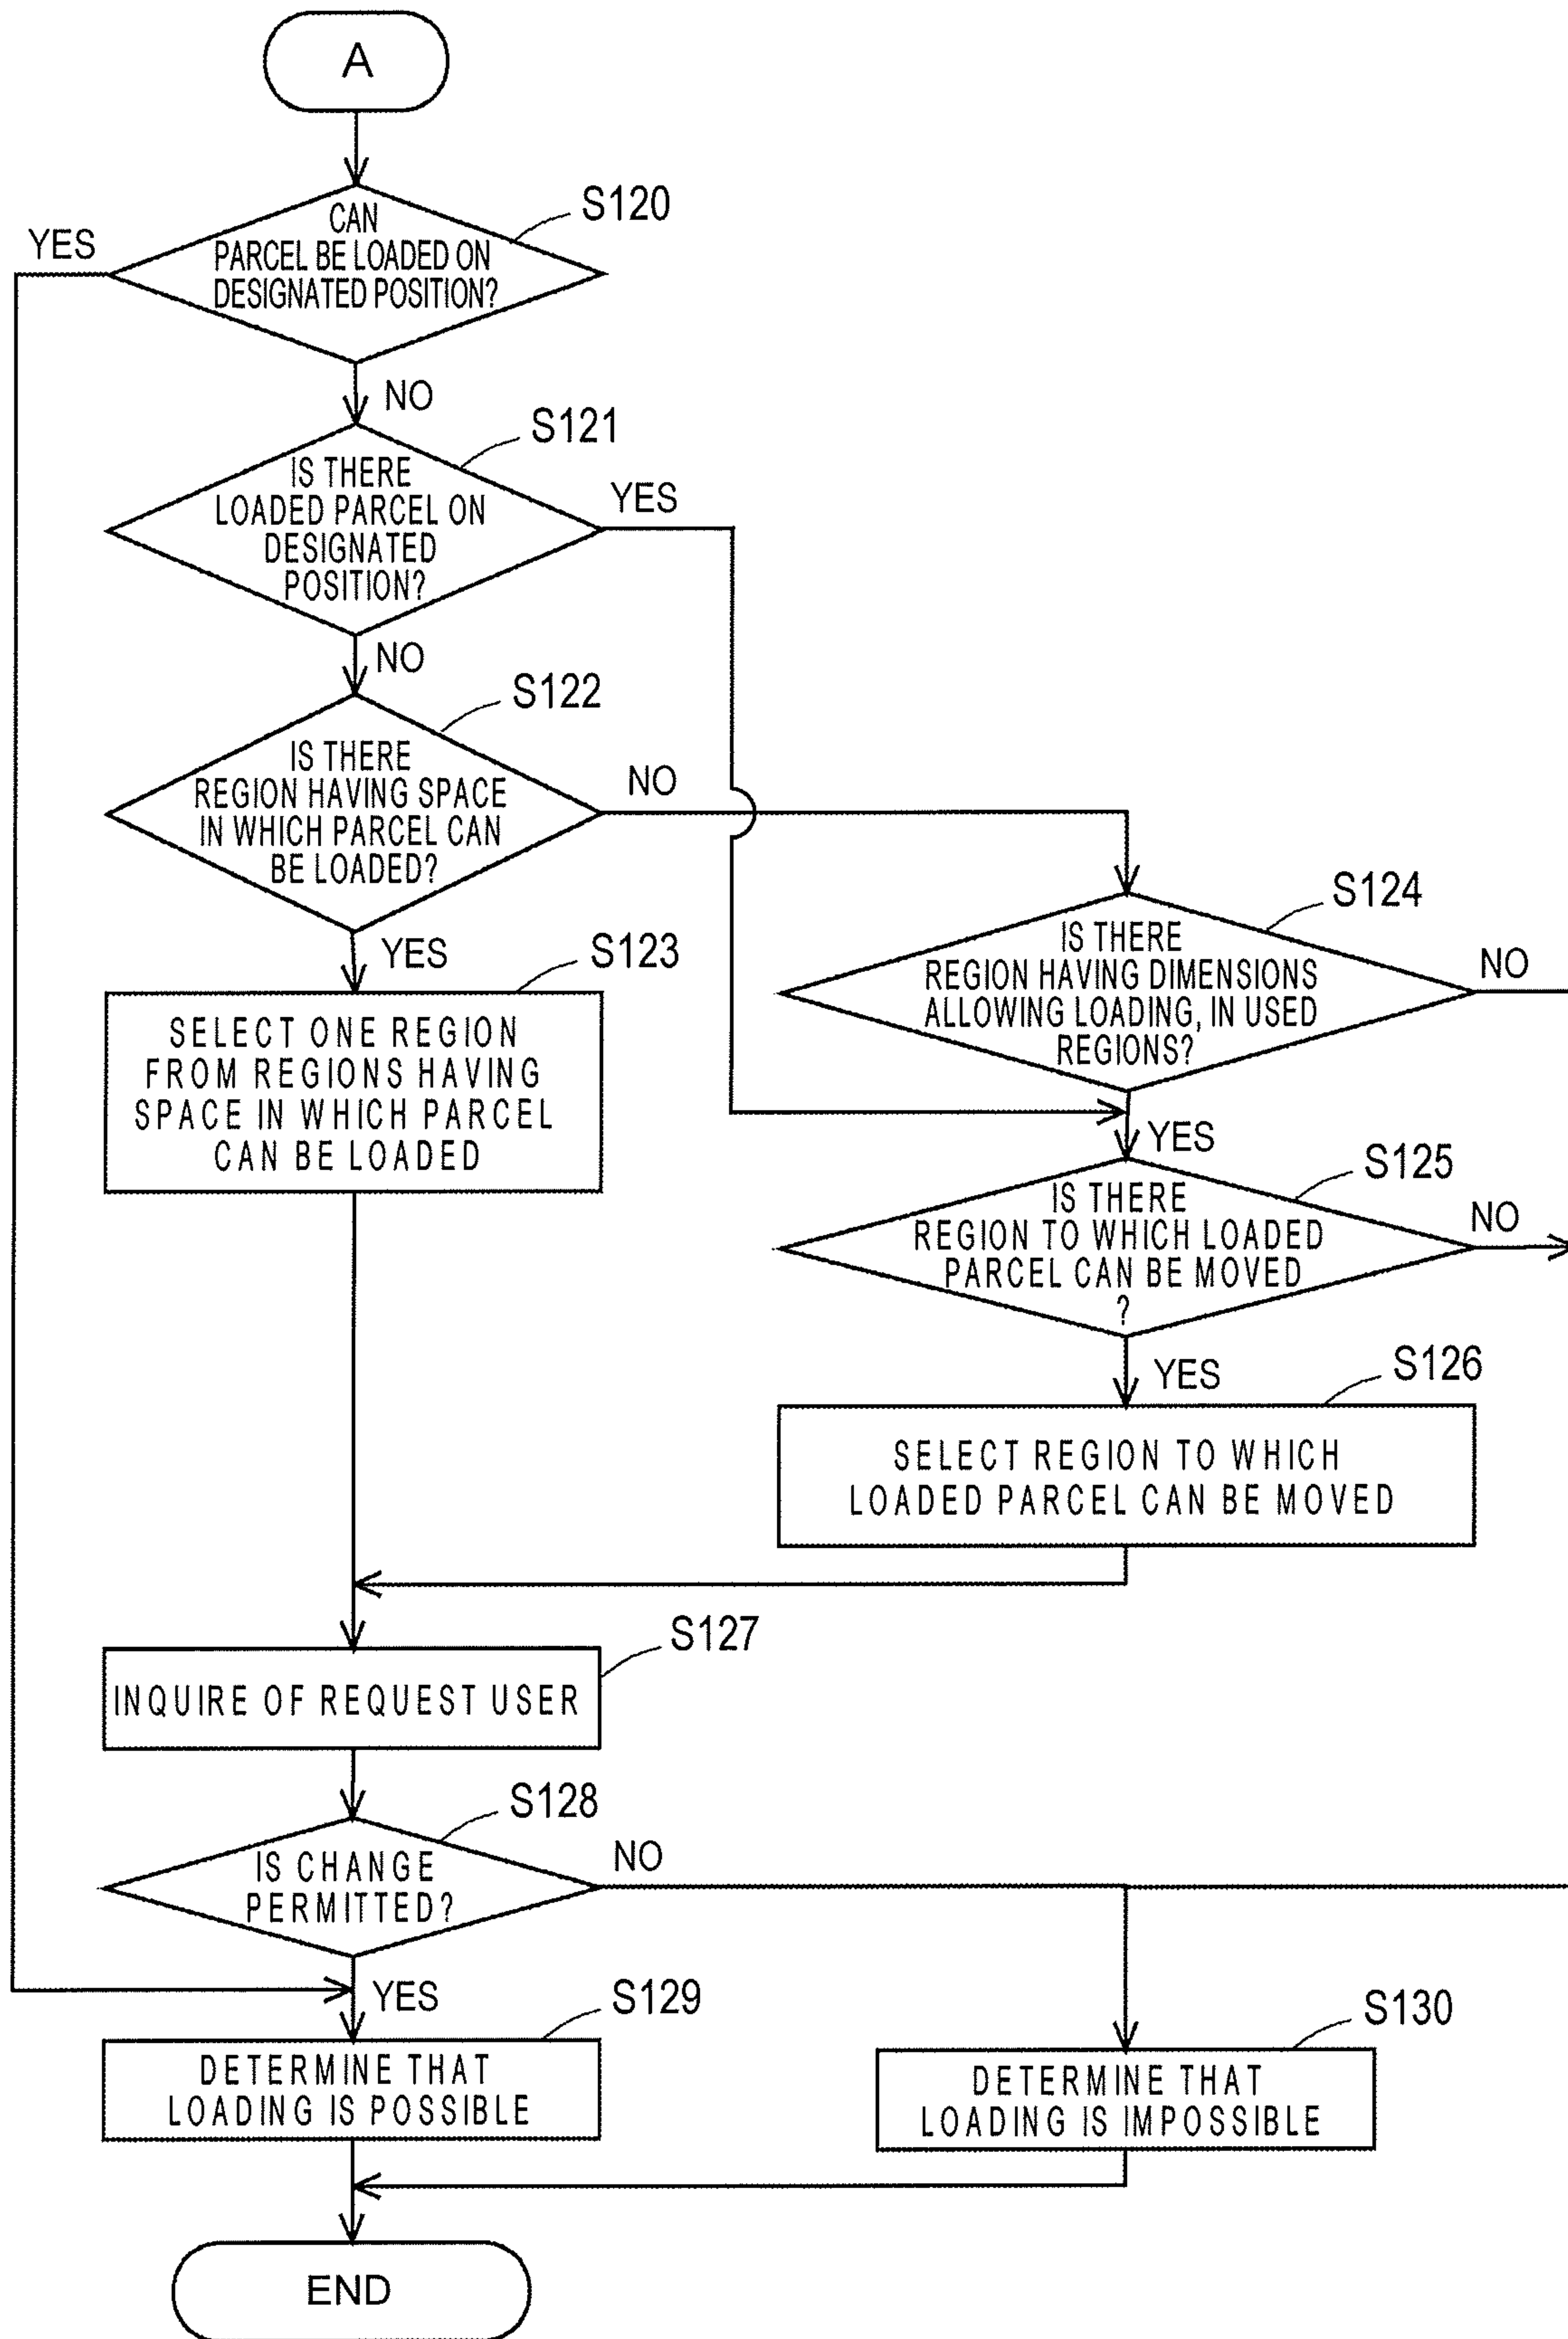 A
S120
YES
CAN
PARCEL BE LOADED ON
DESIGNATED POSITION?
NO
S121
IS THERE
LOADED PARCEL ON
DESIGNATED
POSITION?
YES
NO
S122
IS THERE
REGION HAVING SPACE
IN WHICH PARCEL CAN
BE LOADED?
NO
YES
S123
SELECT ONE REGION
FROM REGIONS HAVING
SPACE IN WHICH PARCEL
CAN BE LOADED
S124
IS THERE
REGION HAVING DIMENSIONS
ALLOWING LOADING, IN USED
REGIONS?
NO
YES
S125
IS THERE
REGION TO WHICH LOADED
PARCEL CAN BE MOVED
?
NO
YES
S126
SELECT REGION TO WHICH
LOADED PARCEL CAN BE MOVED
S127
INQUIRE OF REQUEST USER
S128
IS CHANGE
PERMITTED?
NO
YES
S129
DETERMINE THAT
LOADING IS POSSIBLE
S130
DETERMINE THAT
LOADING IS IMPOSSIBLE
END